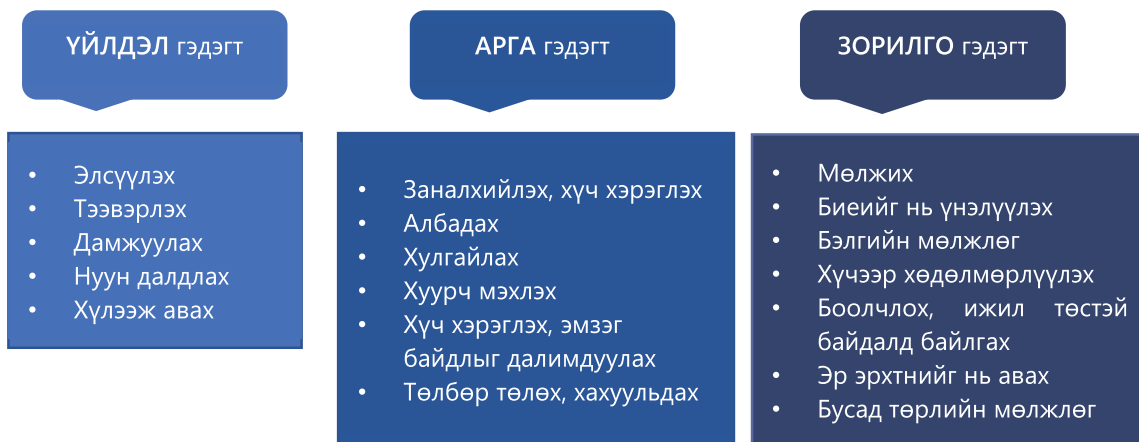 ҮЙЛДЭЛ гэдэгт
• Элсүүлэх
• Тээвэрлэх
• Дамжуулах
• Нуун далдлах
• Хүлээж авах
АРГА гэдэгт
• Заналхийлэх, хүч хэрэглэх
• Албадах
• Хулгайлах
• Хуурч мэхлэх
• Хүч хэрэглэх, эмзэг
байдлыг далимдуулах
• Төлбөр төлөх, хахуульдах
ЗОРИЛГО гэдэгт
• Мөлжих
• Биеийг нь үнэлүүлэх
• Бэлгийн мөлжлөг
• Хүчээр хөдөлмөрлүүлэх
• Боолчлох, ижил төстэй
байдалд байлгах
• Эр эрхтнийг нь авах
• Бусад төрлийн мөлжлөг